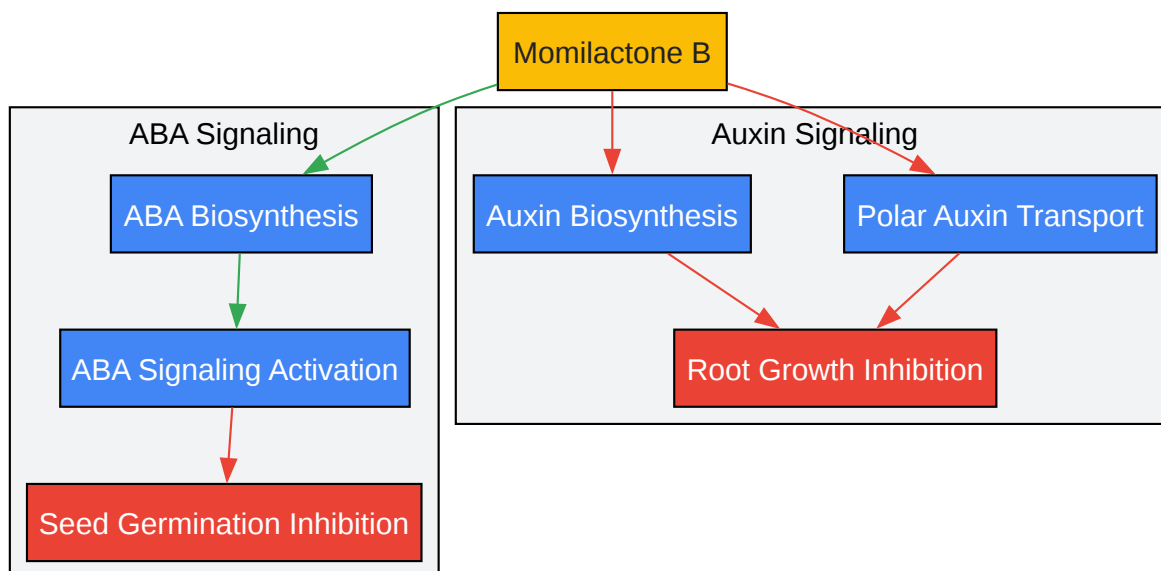 Momilactone B
ABA Signaling
Auxin Signaling
ABA Biosynthesis
Auxin Biosynthesis
Polar Auxin Transport
ABA Signaling Activation
Root Growth Inhibition
Seed Germination Inhibition